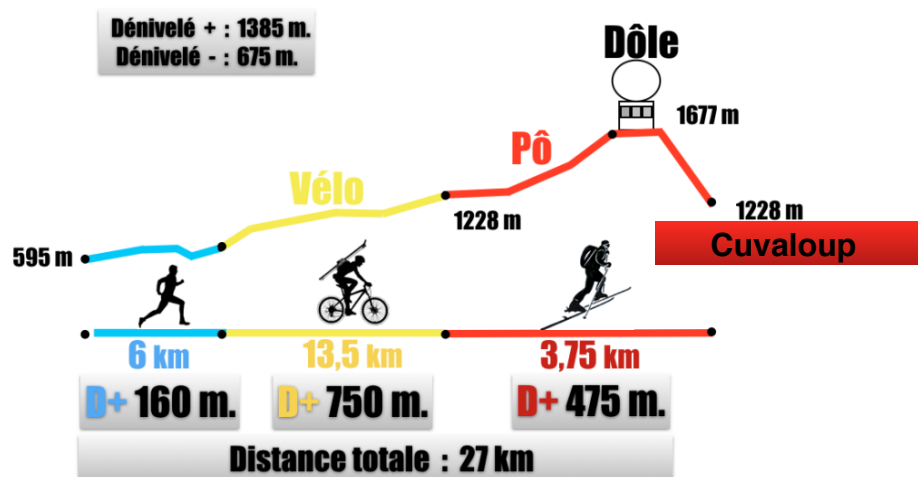 Dénivelé + : 1385 m.
Dénivelé - : 675 m.
Dôle
1677 m
Pô
Vélo
1228 m
1228 m
595 m
Cuvaloup
6 km
13,5 km
3,75 km
D+ 160 m.
D+ 750 m.
D+ 475 m.
Distance totale : 27 km